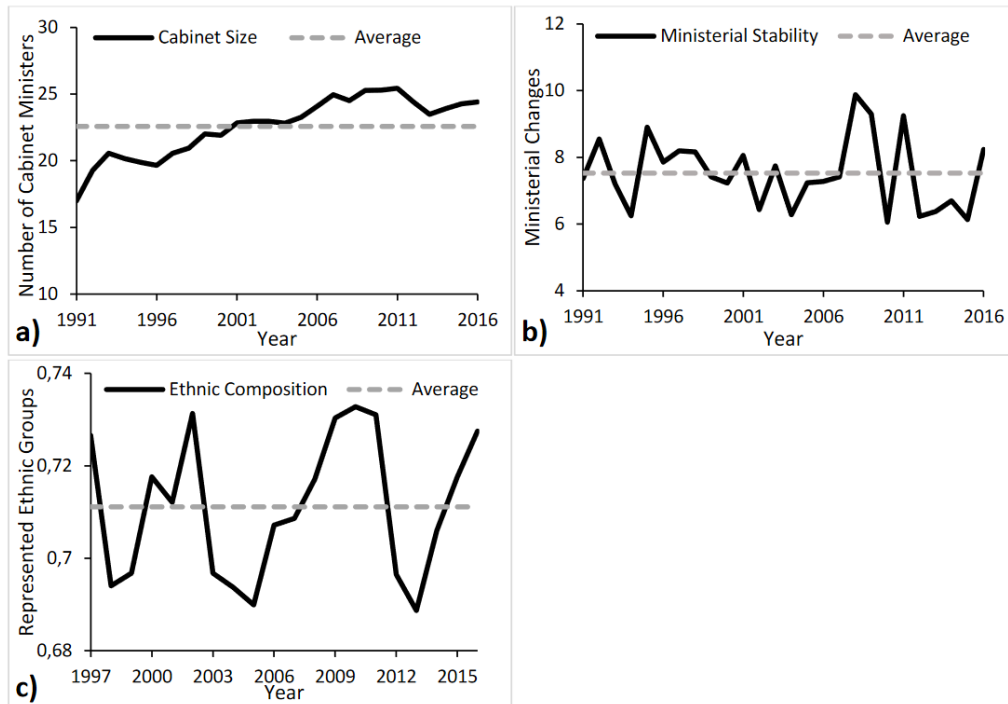 Cabinet Size Average
Number of Cabinet Ministers
30
25
20
15
10
1991 1996 2001 2006 2011 2016
Year
a)
Ministerial Stability Average
Ministerial Changes
12
10
8
6
4
1991 1996 2001 2006 2011 2016
Year
b)
Ethnic Composition Average
Represented Ethnic Groups
0,74
0,72
0,7
0,68
1997 2000 2003 2006 2009 2012 2015
Year
c)